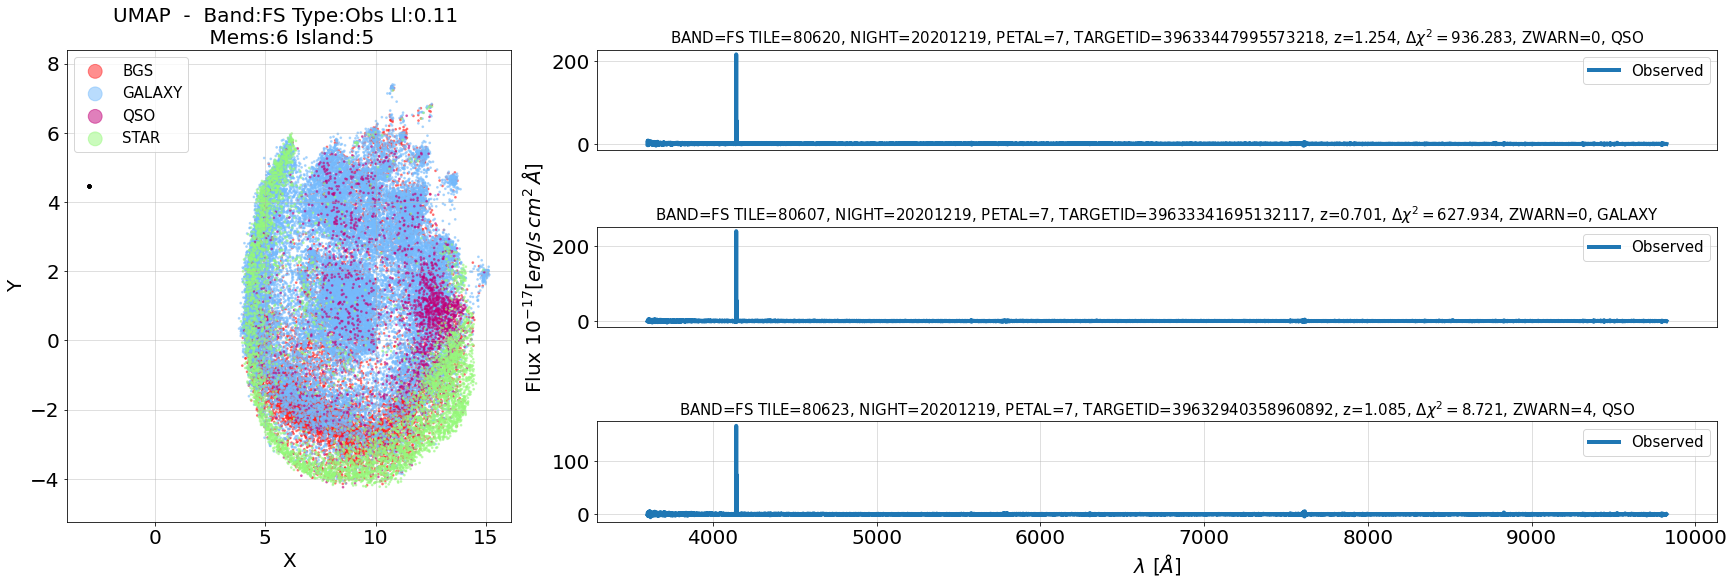 UMAP - Band:FS Type:Obs Ll:0.11
Mems:6 Island:5
BGS
GALAXY
QSO
STAR
8
6
4
2
0
−2
−4
Y
0
5
10
15
X
BAND=FS TILE=80620, NIGHT=20201219, PETAL=7, TARGETID=39633447995573218, z=1.254, Δχ² = 936.283, ZWARN=0, QSO
Observed
200
0
BAND=FS TILE=80607, NIGHT=20201219, PETAL=7, TARGETID=39633341695132117, z=0.701, Δχ² = 627.934, ZWARN=0, GALAXY
Observed
200
0
Flux 10⁻¹⁷[erg/s cm² Å]
BAND=FS TILE=80623, NIGHT=20201219, PETAL=7, TARGETID=39632940358960892, z=1.085, Δχ² = 8.721, ZWARN=4, QSO
Observed
100
0
4000
5000
6000
7000
8000
9000
10000
λ [Å]